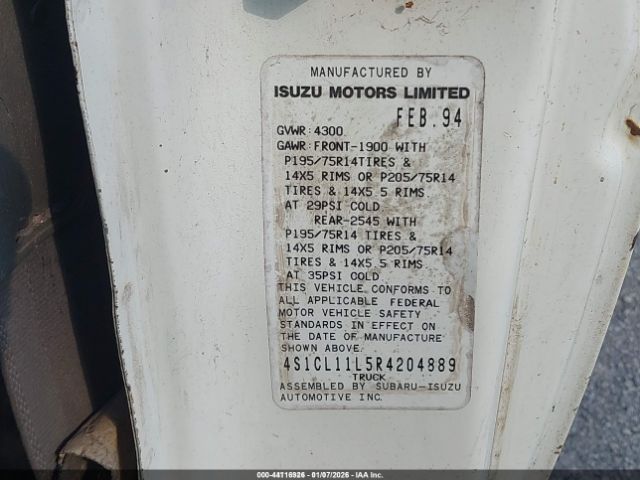 MANUFACTURED BY
ISUZU MOTORS LIMITED
FEB.94
GVWR:4300
GAWR:FRONT-1900 WITH
P195/75R14TIRES &
14X5 RIMS OR P205/75R14
TIRES & 14X5.5 RIMS
AT 29PSI COLD
REAR-2545 WITH
P195/75R14 TIRES &
14X5 RIMS OR P205/75R14
TIRES & 14X5.5 RIMS
AT 35PSI COLD
THIS VEHICLE CONFORMS TO
ALL APPLICABLE FEDERAL
MOTOR VEHICLE SAFETY
STANDARDS IN EFFECT ON
THE DATE OF MANUFACTURE
SHOWN ABOVE.
4S1CL11L5R4204889
TRUCK
ASSEMBLED BY SUBARU-ISUZU
AUTOMOTIVE INC.
000-44116926 - 01/07/2026 - IAAI.com